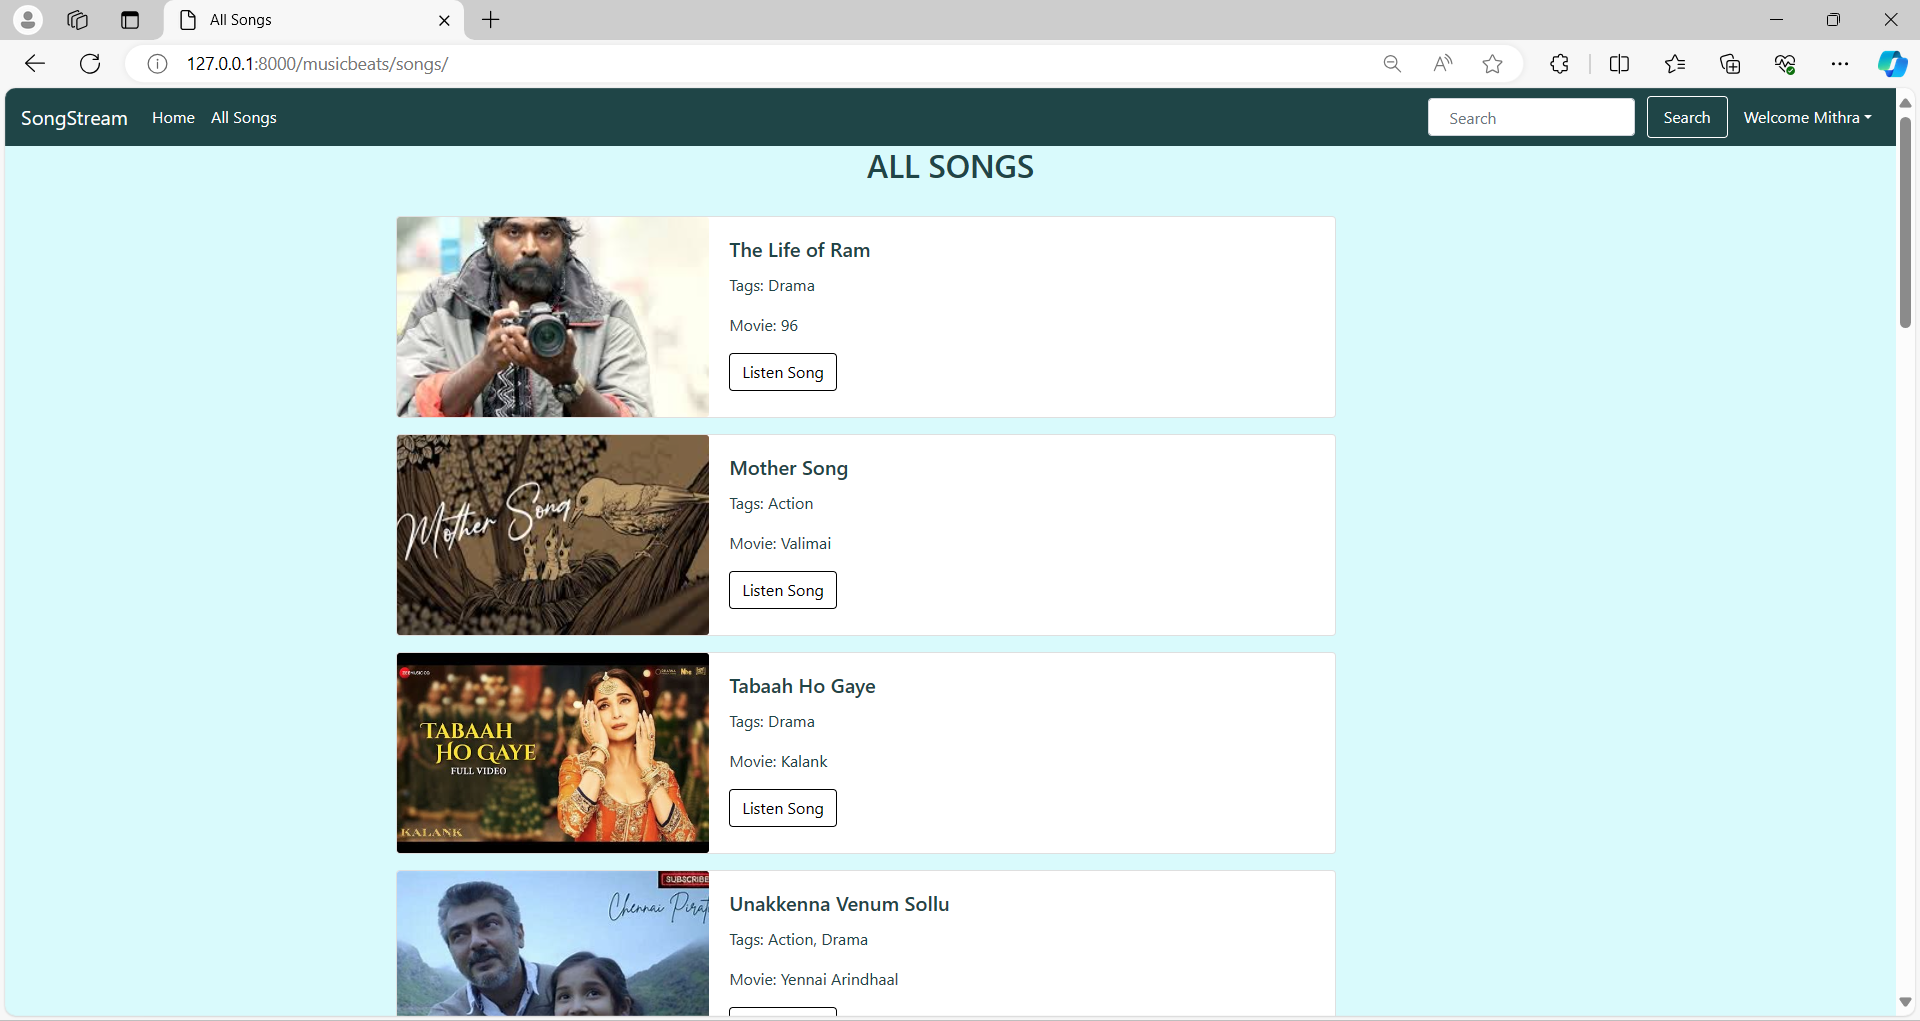 All Songs
127.0.0.1:8000/musicbeats/songs/
SongStream
Home
All Songs
Search
Search
Welcome Mithra
ALL SONGS
The Life of Ram
Tags: Drama
Movie: 96
Listen Song
Mother Song
Mother Song
Tags: Action
Movie: Valimai
Listen Song
TABAAH
HO GAYE
FULL VIDEO
KALANK
Tabaah Ho Gaye
Tags: Drama
Movie: Kalank
Listen Song
SUBSCRIBE
Chennai
Unakkenna Venum Sollu
Tags: Action, Drama
Movie: Yennai Arindhaal